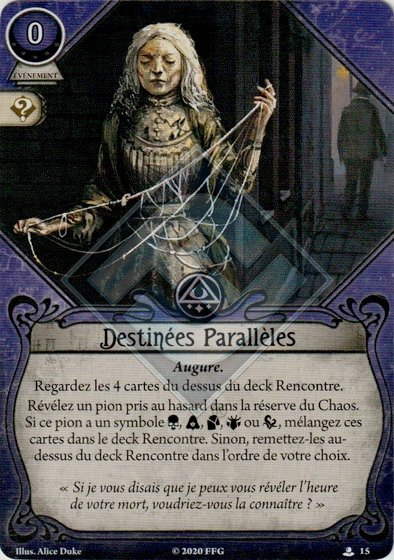 0
ÉVÉNEMENT
Destinées Parallèles
Augure.
Regardez les 4 cartes du dessus du deck Rencontre.
Révélez un pion pris au hasard dans la réserve du Chaos.
Si ce pion a un symbole , , , ou , mélangez ces
cartes dans le deck Rencontre. Sinon, remettez-les au-
dessus du deck Rencontre dans l'ordre de votre choix.
« Si je vous disais que je peux vous révéler l'heure
de votre mort, voudriez-vous la connaître ? »
Illus. Alice Duke
© 2020 FFG
15